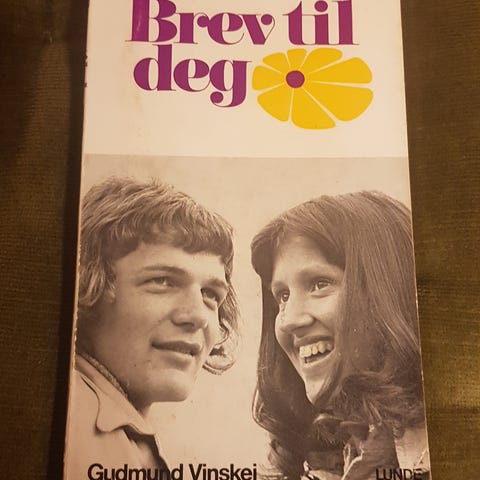 Brev til
deg
Gudmund Vinskei
LUNDE